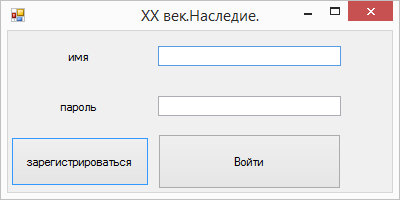 XX век.Наследие.
имя
пароль
зарегистрироваться
Войти